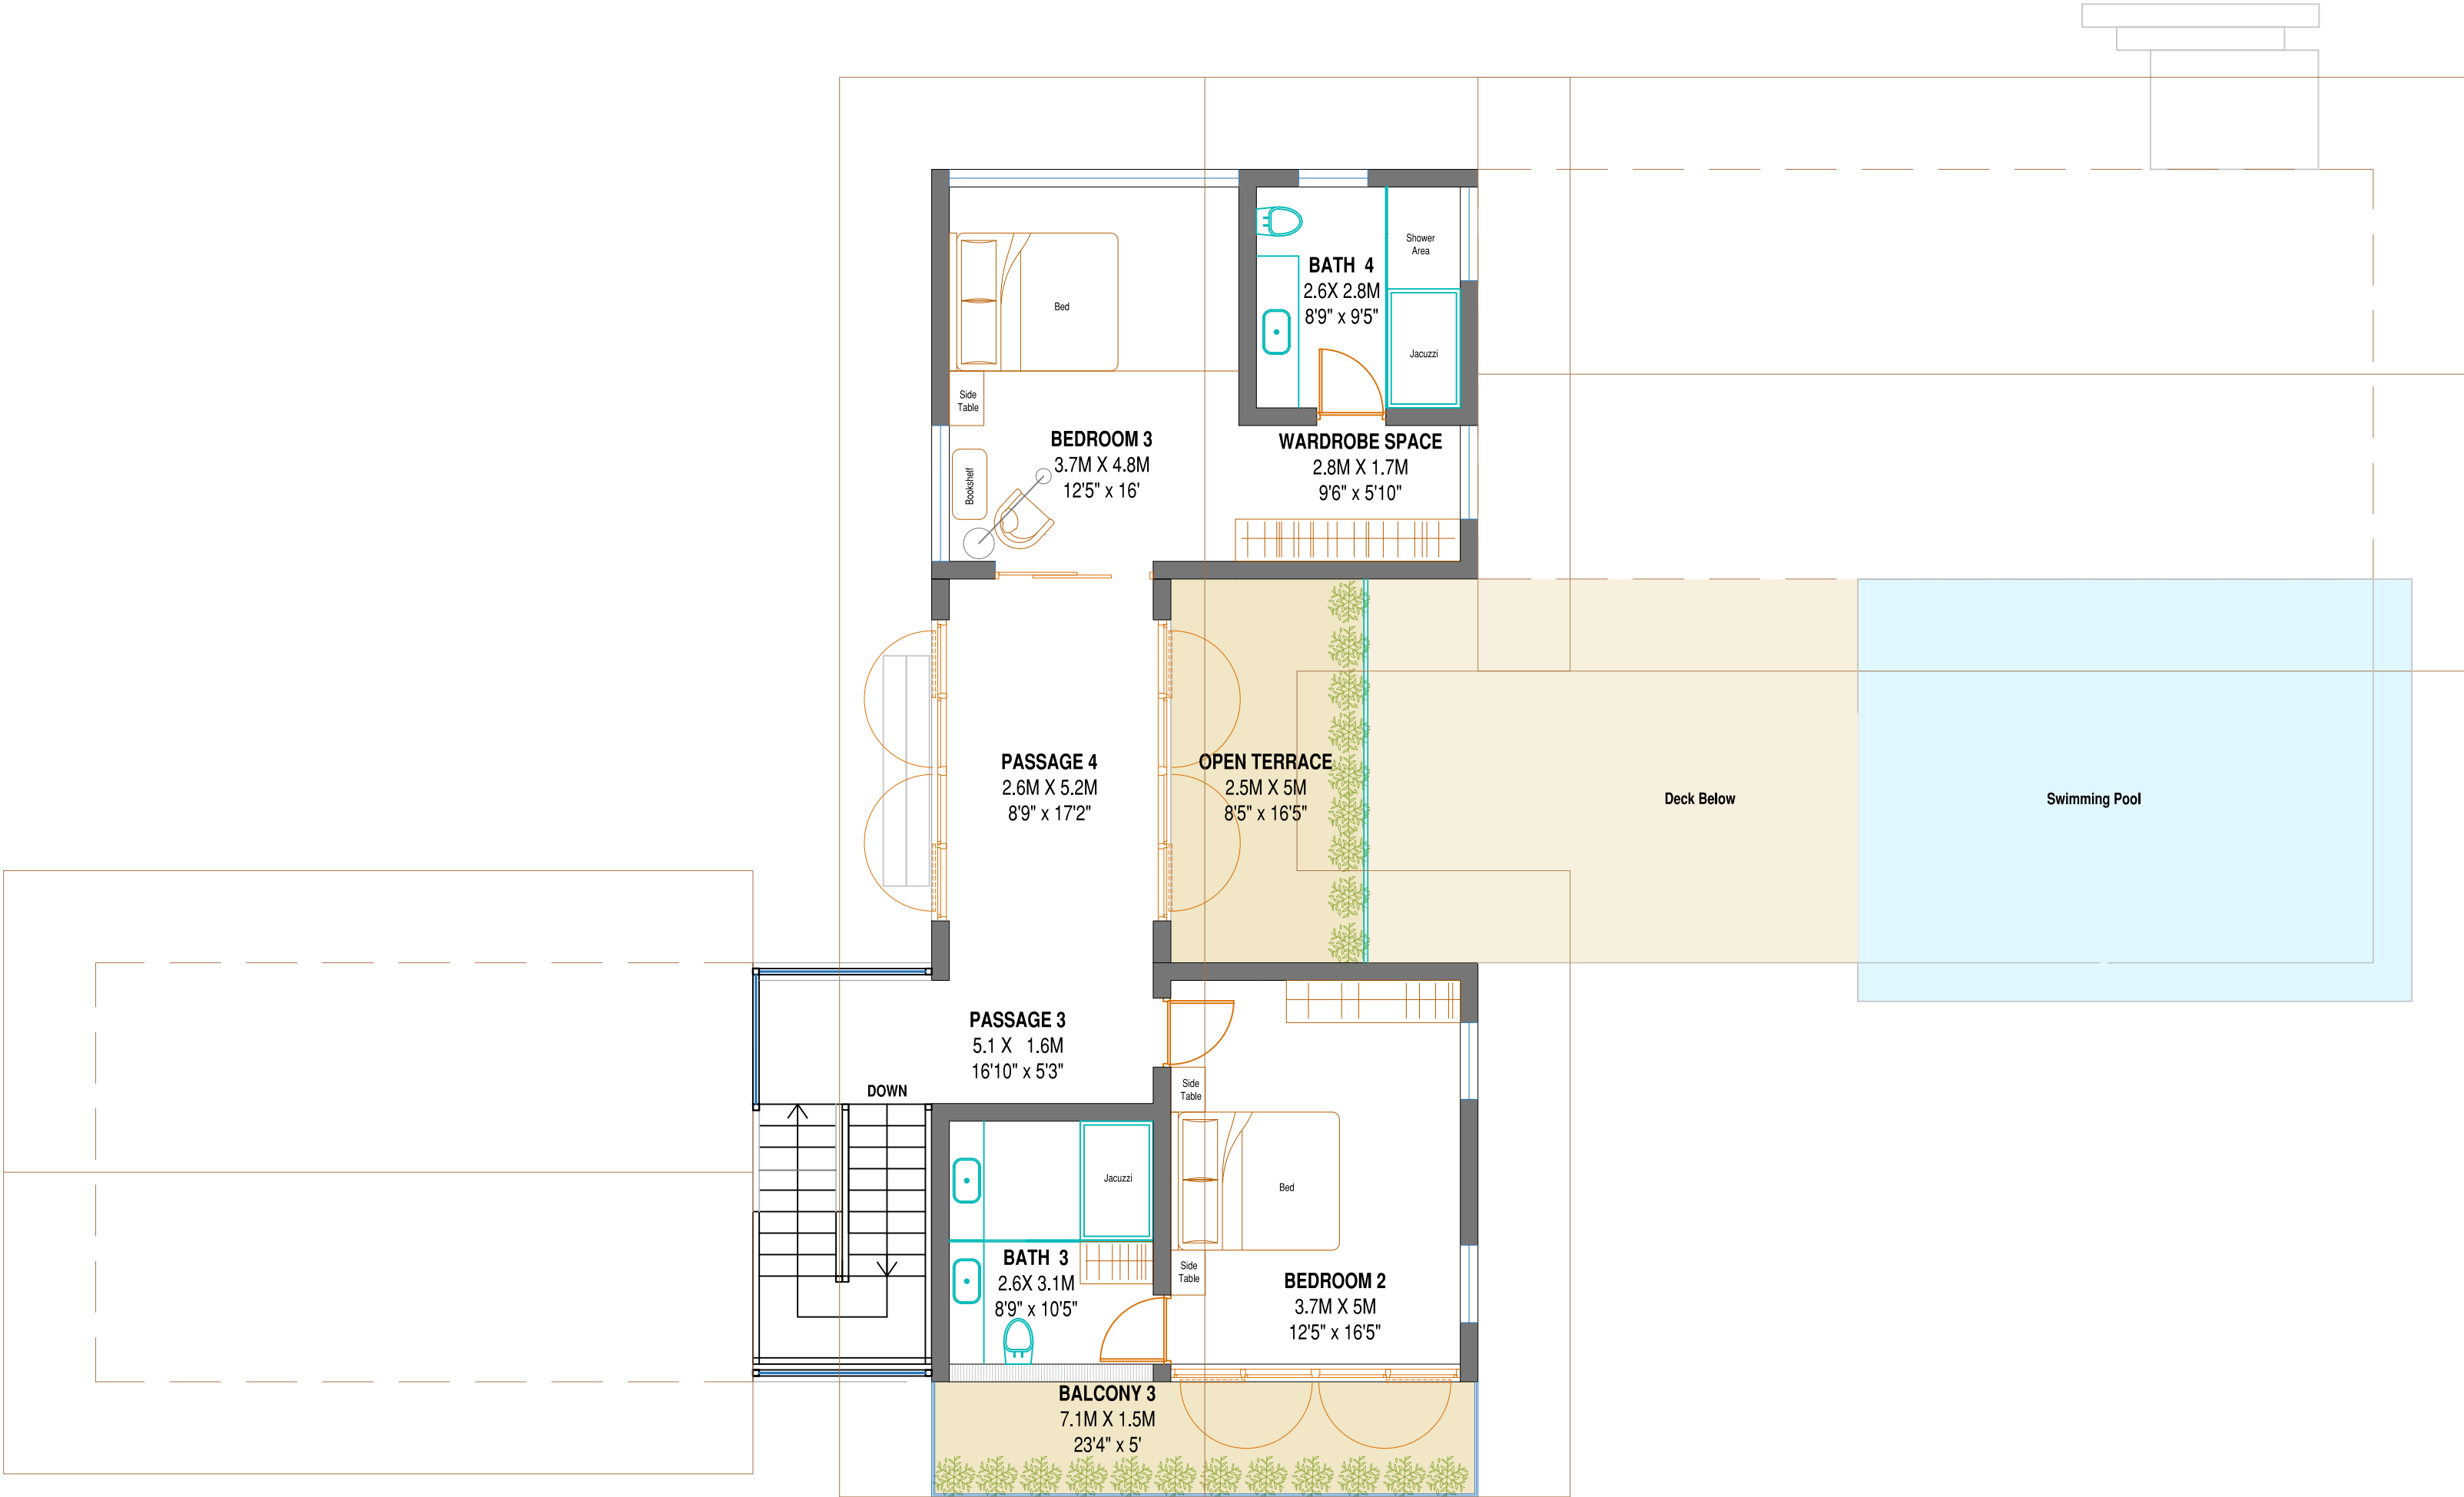 Shower
Area
BATH 4
2.6X 2.8M
8'9" x 9'5"
Bed
Jacuzzi
Side
Table
BEDROOM 3
3.7M X 4.8M
12'5" x 16'
WARDROBE SPACE
2.8M X 1.7M
9'6" x 5'10"
Bookshelf
PASSAGE 4
2.6M X 5.2M
8'9" x 17'2"
OPEN TERRACE
2.5M X 5M
8'5" x 16'5"
Deck Below
Swimming Pool
PASSAGE 3
5.1 X 1.6M
16'10" x 5'3"
DOWN
Side
Table
Jacuzzi
Bed
BATH 3
2.6X 3.1M
8'9" x 10'5"
Side
Table
BEDROOM 2
3.7M X 5M
12'5" x 16'5"
BALCONY 3
7.1M X 1.5M
23'4" x 5'